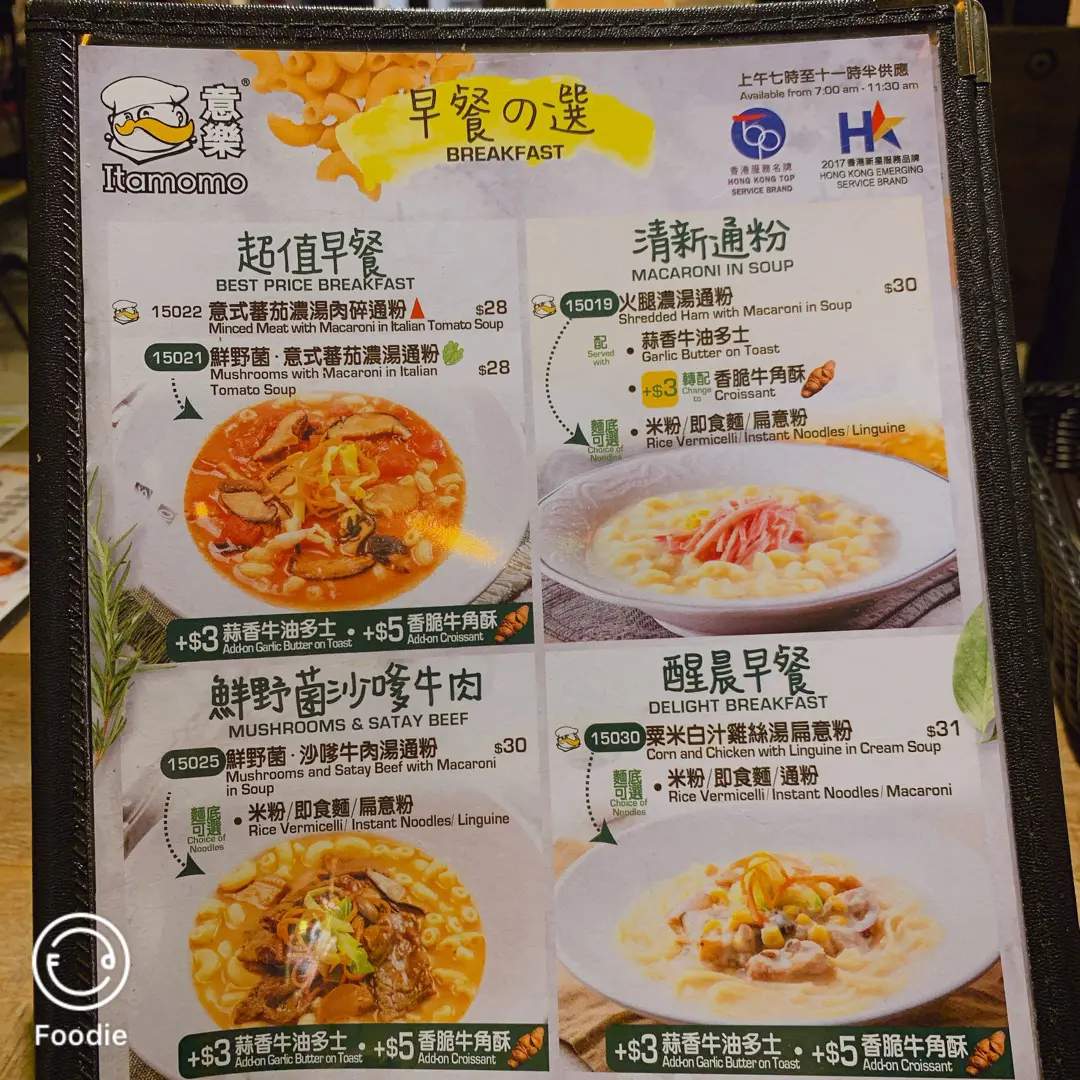 意樂®
Itamomo
早餐の選
BREAKFAST
上午七時至十一時半供應
Available from 7:00 am - 11:30 am
TOP
香港服務名牌
HONG KONG TOP
SERVICE BRAND
HK
2017香港新星服務品牌
HONG KONG EMERGING
SERVICE BRAND
超值早餐
BEST PRICE BREAKFAST
15022 意式蕃茄濃湯肉碎通粉 $28
Minced Meat with Macaroni in Italian Tomato Soup
15021 鮮野菌·意式蕃茄濃湯通粉 $28
Mushrooms with Macaroni in Italian
Tomato Soup
+$3 蒜香牛油多士 • +$5 香脆牛角酥
Add-on Garlic Butter on Toast Add-on Croissant
清新通粉
MACARONI IN SOUP
15019 火腿濃湯通粉 $30
Shredded Ham with Macaroni in Soup
配
Served
with
• 蒜香牛油多士
Garlic Butter on Toast
• +$3 轉配 香脆牛角酥
Change
to
Croissant
麵底
可選
Choice of
Noodles
• 米粉/即食麵/扁意粉
Rice Vermicelli/ Instant Noodles/ Linguine
鮮野菌沙嗲牛肉
MUSHROOMS & SATAY BEEF
15025 鮮野菌·沙嗲牛肉湯通粉 $30
Mushrooms and Satay Beef with Macaroni
in Soup
麵底
可選
Choice of
Noodles
• 米粉/即食麵/扁意粉
Rice Vermicelli/ Instant Noodles/ Linguine
+$3 蒜香牛油多士 • +$5 香脆牛角酥
Add-on Garlic Butter on Toast Add-on Croissant
醒晨早餐
DELIGHT BREAKFAST
15030 粟米白汁雞絲湯扁意粉 $31
Corn and Chicken with Linguine in Cream Soup
麵底
可選
Choice of
Noodles
• 米粉/即食麵/通粉
Rice Vermicelli/ Instant Noodles/ Macaroni
+$3 蒜香牛油多士 • +$5 香脆牛角酥
Add-on Garlic Butter on Toast Add-on Croissant
Foodie